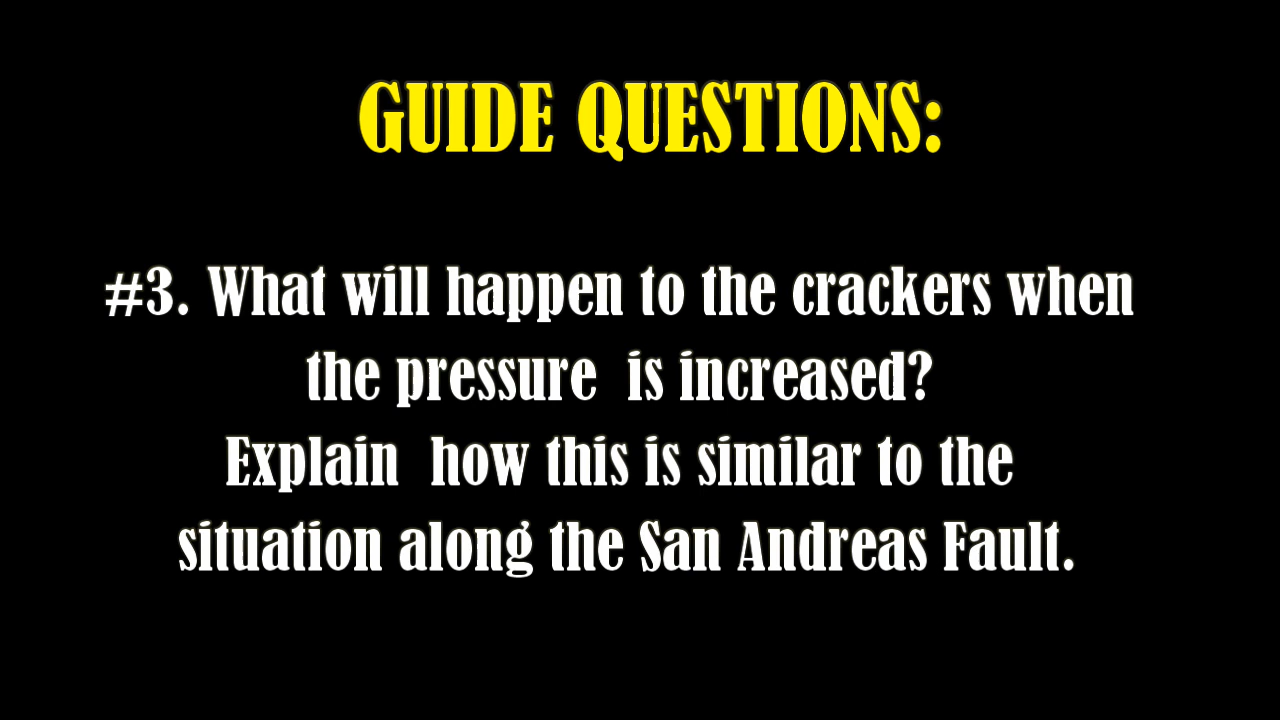 GUIDE QUESTIONS:
#3. What will happen to the crackers when
the pressure is increased?
Explain how this is similar to the
situation along the San Andreas Fault.